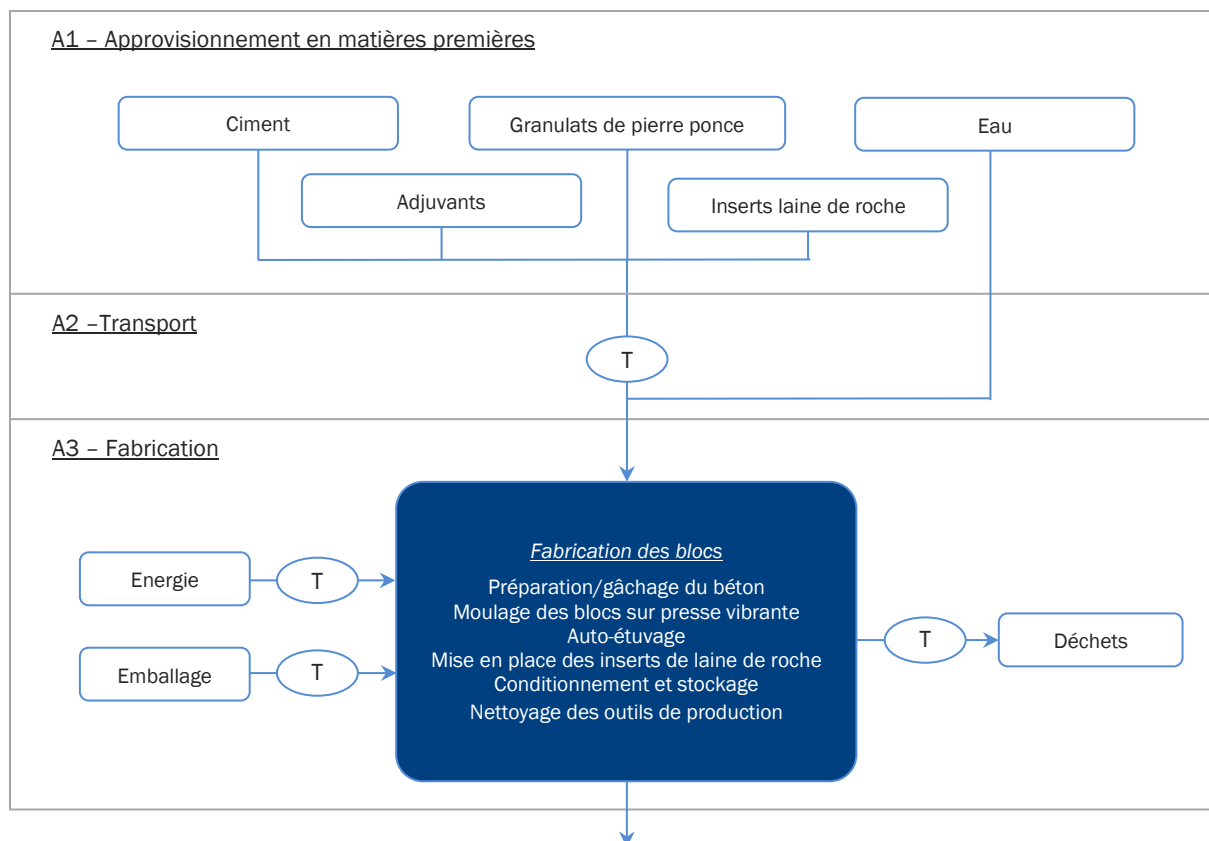 A1 – Approvisionnement en matières premières
Ciment
Granulats de pierre ponce
Eau
Adjuvants
Inserts laine de roche
A2 –Transport
T
A3 – Fabrication
Fabrication des blocs
Préparation/gâchage du béton
Moulage des blocs sur presse vibrante
Auto-étuvage
Mise en place des inserts de laine de roche
Conditionnement et stockage
Nettoyage des outils de production
Energie
T
Emballage
T
T
Déchets